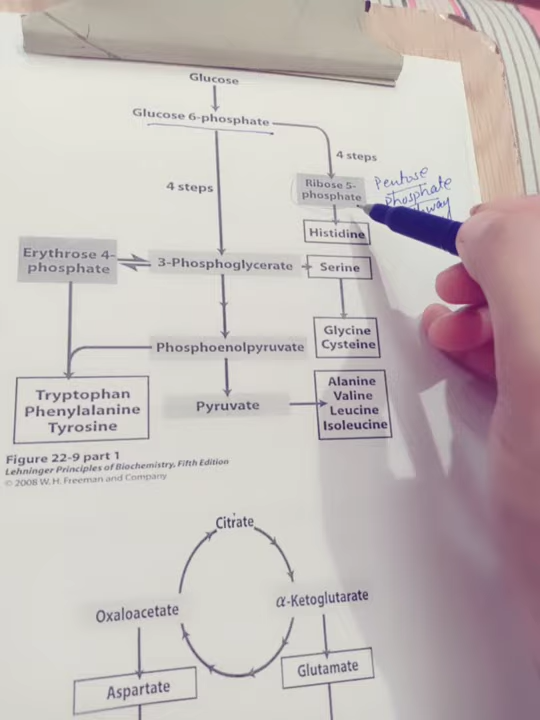 Glucose
Glucose 6-phosphate
4 steps
4 steps
Ribose 5-
phosphate
Pentose
Phosphate
Histidine
Erythrose 4-
phosphate
3-Phosphoglycerate
Serine
Phosphoenolpyruvate
Glycine
Cysteine
Tryptophan
Phenylalanine
Tyrosine
Pyruvate
Alanine
Valine
Leucine
Isoleucine
Figure 22-9 part 1
Lehninger Principles of Biochemistry, Fifth Edition
© 2008 W. H. Freeman and Company
Citrate
Oxaloacetate
α-Ketoglutarate
Aspartate
Glutamate